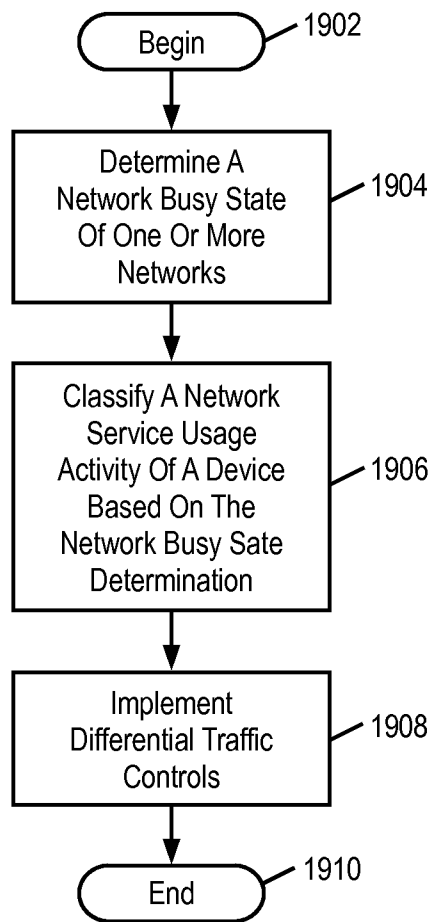 Begin
1902
Determine A
Network Busy State
Of One Or More
Networks
1904
Classify A Network
Service Usage
Activity Of A Device
Based On The
Network Busy Sate
Determination
1906
Implement
Differential Traffic
Controls
1908
End
1910